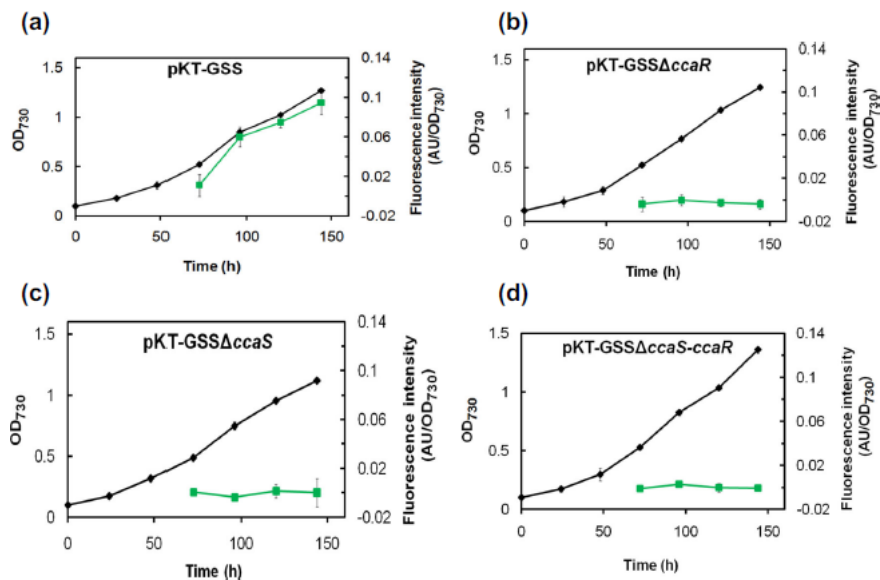 (a)
pKT-GSS
OD730
1.5
1
0.5
0
0.14
0.1
0.06
0.02
-0.02
Fluorescence intensity
(AU/OD730)
0 50 100 150
Time (h)
(b)
pKT-GSSΔccaR
OD730
1.5
1
0.5
0
0.14
0.1
0.06
0.02
-0.02
Fluorescence intensity
(AU/OD730)
0 50 100 150
Time (h)
(c)
pKT-GSSΔccaS
OD730
1.5
1
0.5
0
0.14
0.1
0.06
0.02
-0.02
Fluorescence intensity
(AU/OD730)
0 50 100 150
Time (h)
(d)
pKT-GSSΔccaS-ccaR
OD730
1.5
1
0.5
0
0.14
0.1
0.06
0.02
-0.02
Fluorescence intensity
(AU/OD730)
0 50 100 150
Time (h)